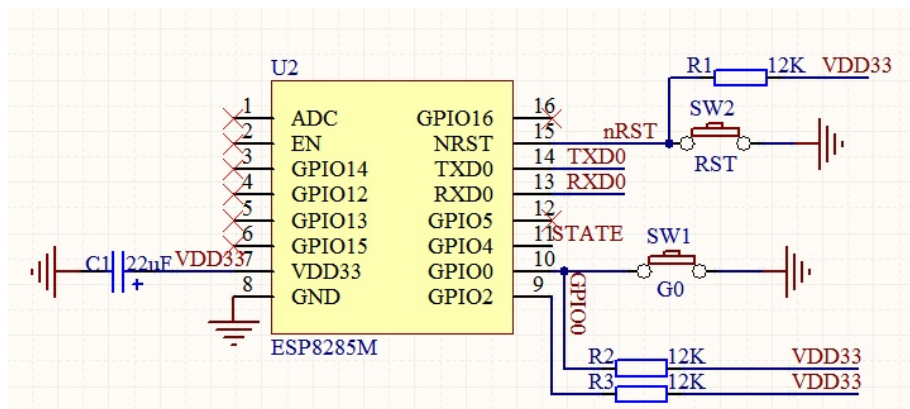 U2
R1 12K VDD33
1 ADC GPIO16 16
SW2
2 EN NRST 15 nRST
RST
3 GPIO14 TXD0 14 TXD0
4 GPIO12 RXD0 13 RXD0
5 GPIO13 GPIO5 12
6 GPIO15 GPIO4 11 STATE
SW1
C1 22uF VDD33 7 VDD33 GPIO0 10
G0
8 GND GPIO2 9
GPIO0
ESP8285M
R2 12K VDD33
R3 12K VDD33